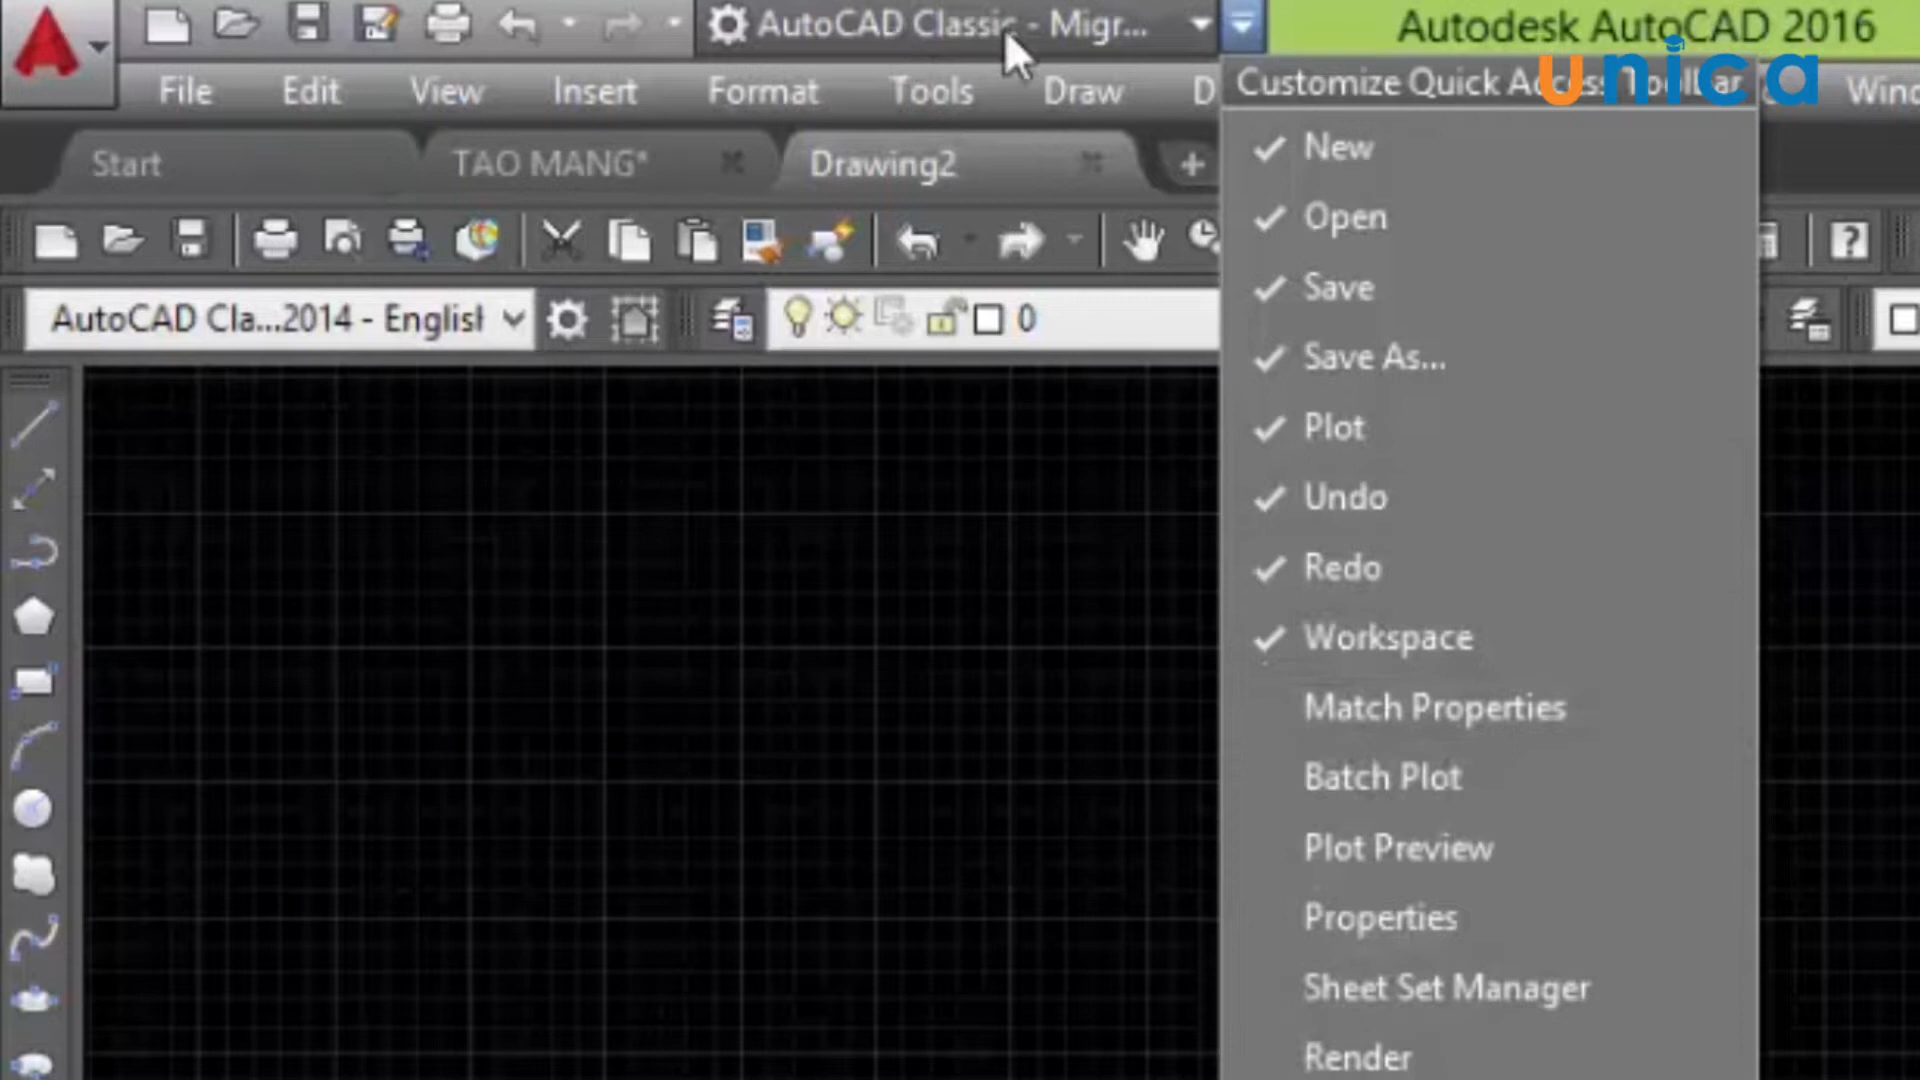 AutoCAD Classic - Migr...
Autodesk AutoCAD 2016
unica
File Edit View Insert Format Tools Draw D
Customize Quick Access Toolbar
Start TAO MANG* Drawing2
AutoCAD Cla...2014 - English
0
New
Open
Save
Save As...
Plot
Undo
Redo
Workspace
Match Properties
Batch Plot
Plot Preview
Properties
Sheet Set Manager
Render